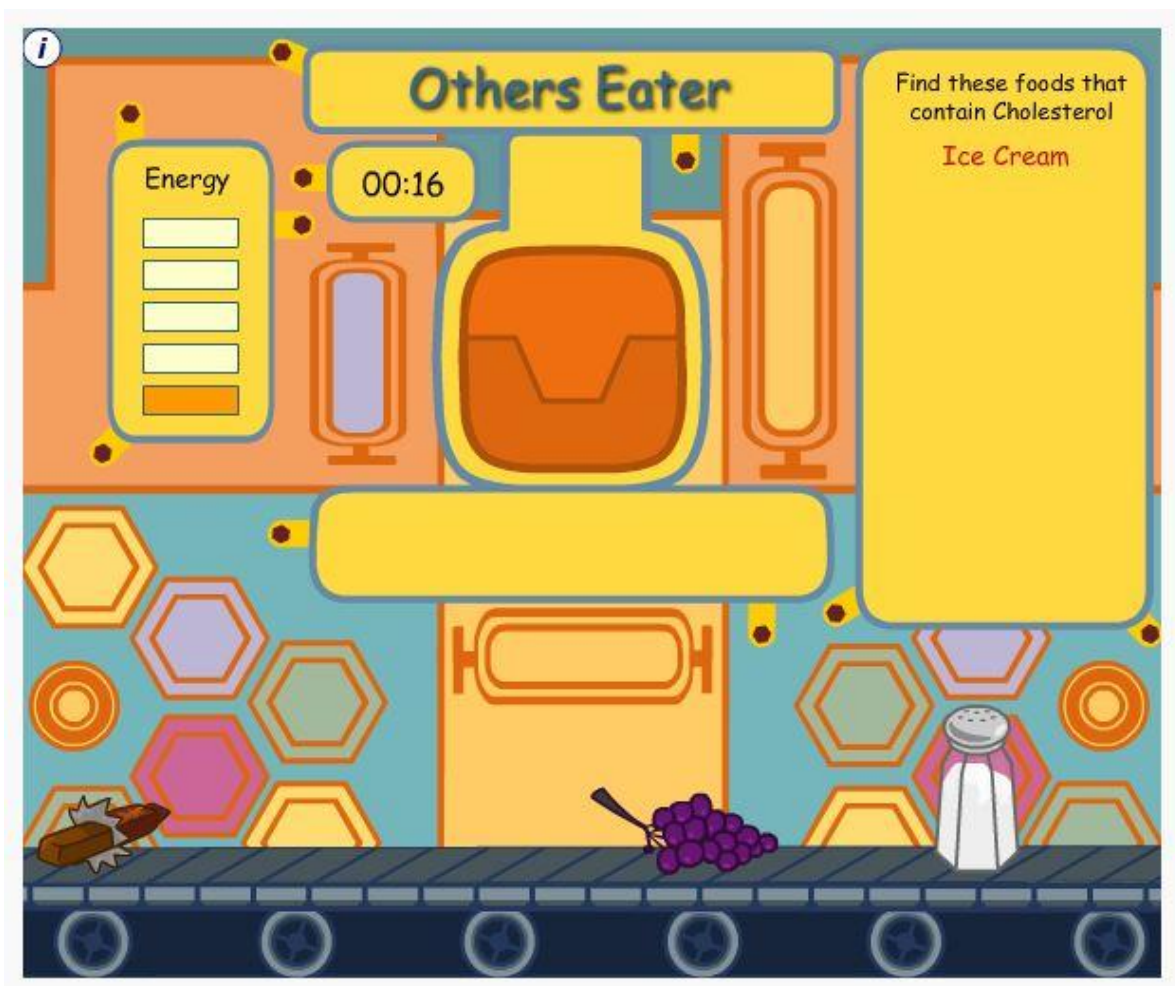 i
Others Eater
Find these foods that
contain Cholesterol
Ice Cream
Energy
00:16